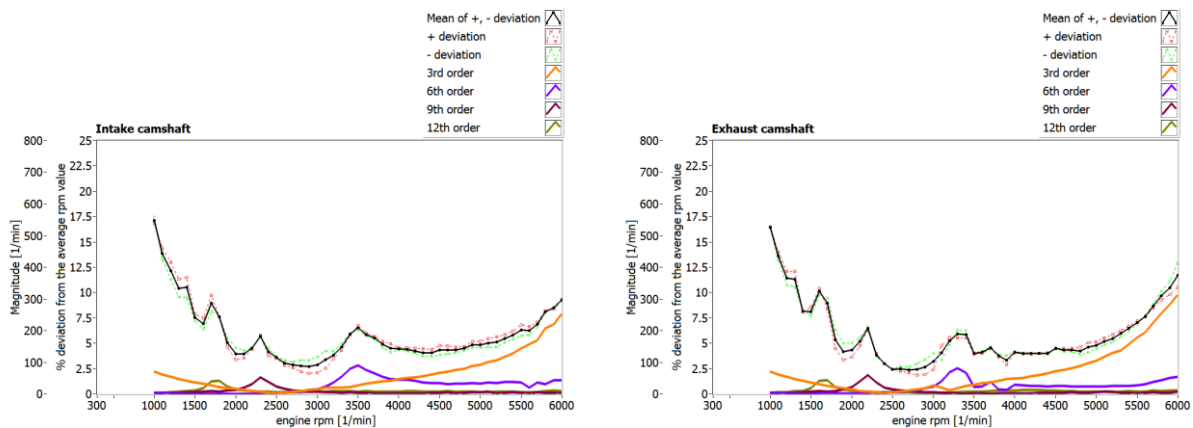 Mean of +, - deviation
+ deviation
- deviation
3rd order
6th order
9th order
12th order
Intake camshaft
Magnitude [1/min]
800-
700-
600-
500-
400-
300-
200-
100-
0-
% deviation from the average rpm value
25
22.5
20
17.5
15
12.5
10
7.5
5
2.5
0
300 1000 1500 2000 2500 3000 3500 4000 4500 5000 5500 6000
engine rpm [1/min]
Mean of +, - deviation
+ deviation
- deviation
3rd order
6th order
9th order
12th order
Exhaust camshaft
Magnitude [1/min]
800-
700-
600-
500-
400-
300-
200-
100-
0-
% deviation from the average rpm value
25
22.5
20
17.5
15
12.5
10
7.5
5
2.5
0
300 1000 1500 2000 2500 3000 3500 4000 4500 5000 5500 6000
engine rpm [1/min]